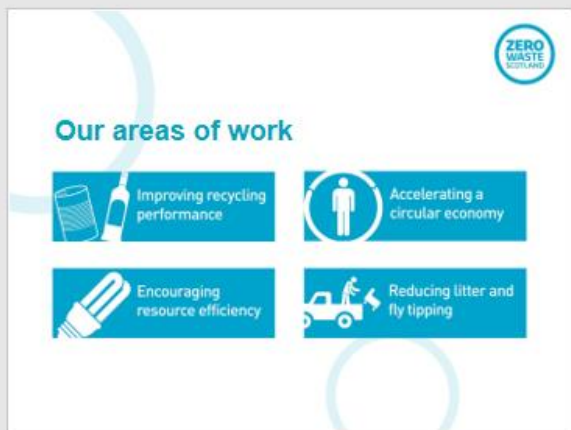 ZERO
WASTE
SCOTLAND
Our areas of work
Improving recycling
performance
Accelerating a
circular economy
Encouraging
resource efficiency
Reducing litter and
fly tipping